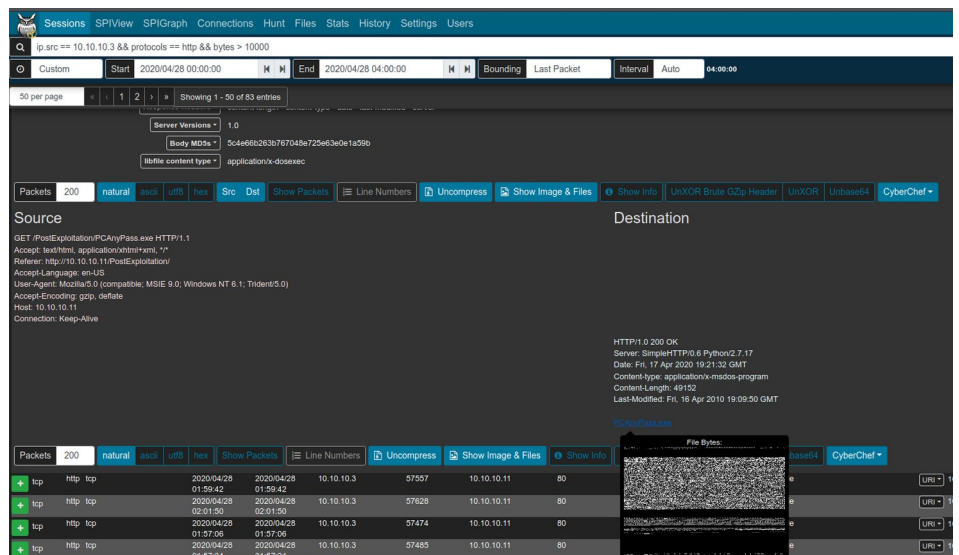 Sessions SPIView SPIGraph Connections Hunt Files Stats History Settings Users
ip.src == 10.10.10.3 && protocols == http && bytes > 10000
Custom Start 2020/04/28 00:00:00 End 2020/04/28 04:00:00 Bounding Last Packet Interval Auto 04:00:00
50 per page « ‹ 1 2 › » Showing 1 - 50 of 83 entries
Server Versions 1.0
Body MD5s 5c4e66b263b767048e725e63e0e1a59b
libfile content type application/x-dosexec
Packets 200 natural ascii utf8 hex Src Dst Show Packets Line Numbers Uncompress Show Image & Files Show Info UnXOR Brute GZip Header UnXOR Unbase64 CyberChef
Source Destination
GET /PostExploitation/PCAnyPass.exe HTTP/1.1
Accept: text/html, application/xhtml+xml, */*
Referer: http://10.10.10.11/PostExploitation/
Accept-Language: en-US
User-Agent: Mozilla/5.0 (compatible; MSIE 9.0; Windows NT 6.1; Trident/5.0)
Accept-Encoding: gzip, deflate
Host: 10.10.10.11
Connection: Keep-Alive
HTTP/1.0 200 OK
Server: SimpleHTTP/0.6 Python/2.7.17
Date: Fri, 17 Apr 2020 19:21:32 GMT
Content-type: application/x-msdos-program
Content-Length: 49152
Last-Modified: Fri, 16 Apr 2010 19:09:50 GMT
PCAnyPass.exe
File Bytes:
Packets 200 natural ascii utf8 hex Show Packets Line Numbers Uncompress Show Image & Files Show Info base64 CyberChef
+ tcp http tcp 2020/04/28 2020/04/28 10.10.10.3 57557 10.10.10.11 80 e URI
01:59:42 01:59:42
+ tcp http tcp 2020/04/28 2020/04/28 10.10.10.3 57628 10.10.10.11 80 e URI
02:01:50 02:01:50
+ tcp http tcp 2020/04/28 2020/04/28 10.10.10.3 57474 10.10.10.11 80 e URI
01:57:06 01:57:06
+ tcp http tcp 2020/04/28 2020/04/28 10.10.10.3 57485 10.10.10.11 80 e URI